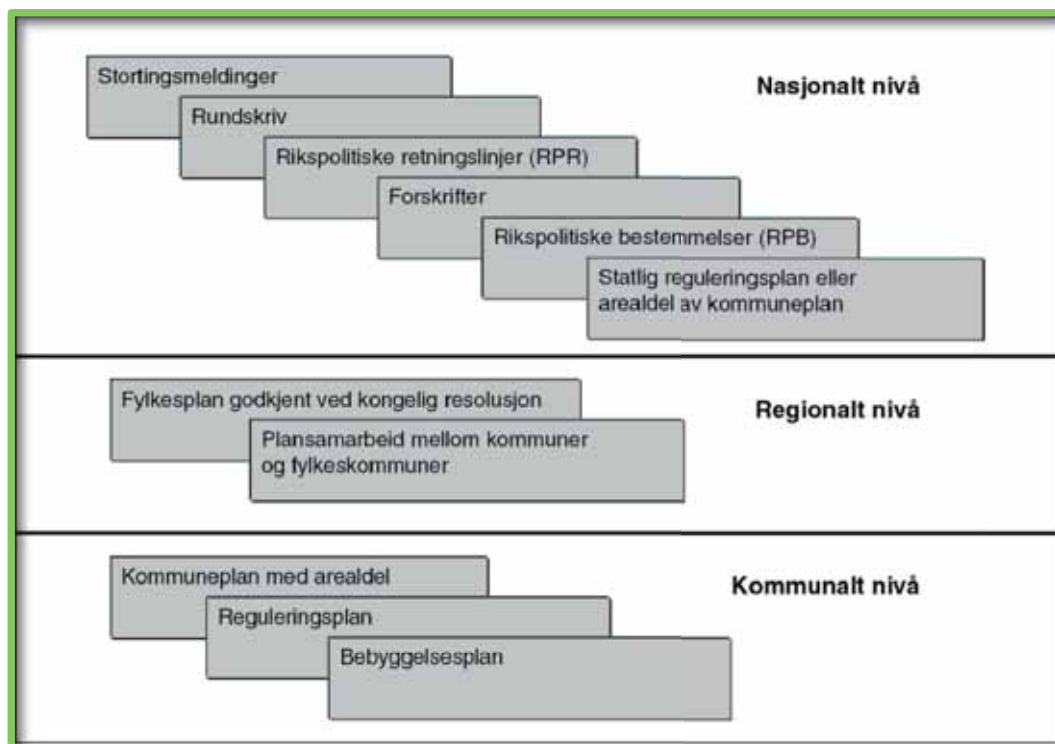 Nasjonalt nivå
Stortingsmeldinger
Rundskriv
Rikspolitiske retningslinjer (RPR)
Forskrifter
Rikspolitiske bestemmelser (RPB)
Statlig reguleringsplan eller
arealdel av kommuneplan
Regionalt nivå
Fylkesplan godkjent ved kongelig resolusjon
Plansamarbeid mellom kommuner
og fylkeskommuner
Kommunalt nivå
Kommuneplan med arealdel
Reguleringsplan
Bebyggelsesplan